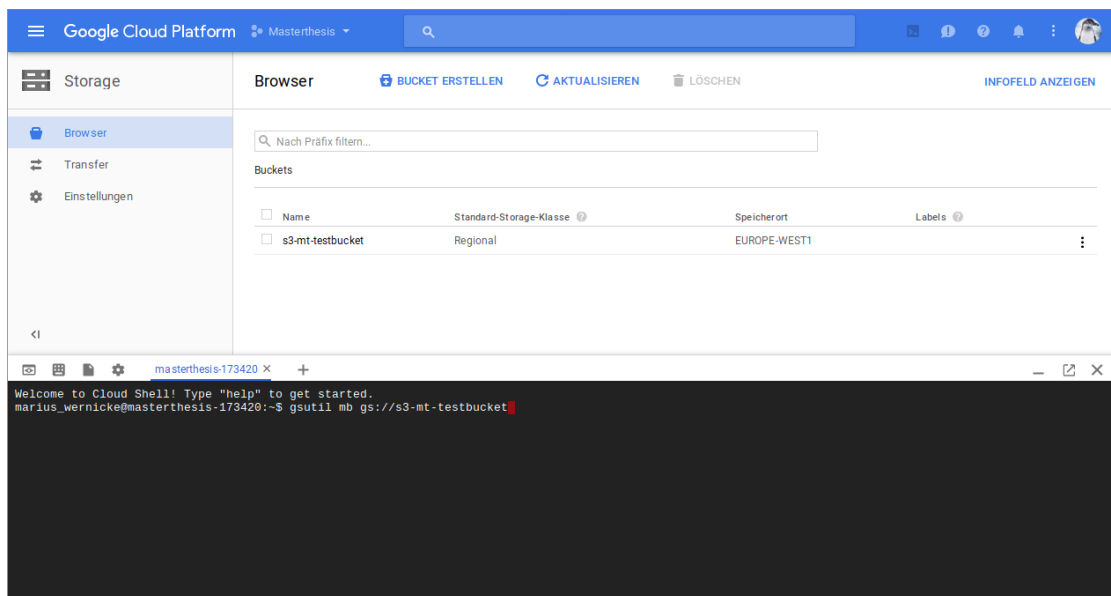 Google Cloud Platform Masterthesis
Storage Browser BUCKET ERSTELLEN AKTUALISIEREN LÖSCHEN INFOFELD ANZEIGEN
Browser
Transfer
Einstellungen
Nach Präfix filtern...
Buckets
Name Standard-Storage-Klasse Speicherort Labels
s3-mt-testbucket Regional EUROPE-WEST1
masterthesis-173420
Welcome to Cloud Shell! Type "help" to get started.
marius_wernicke@masterthesis-173420:~$ gsutil mb gs://s3-mt-testbucket